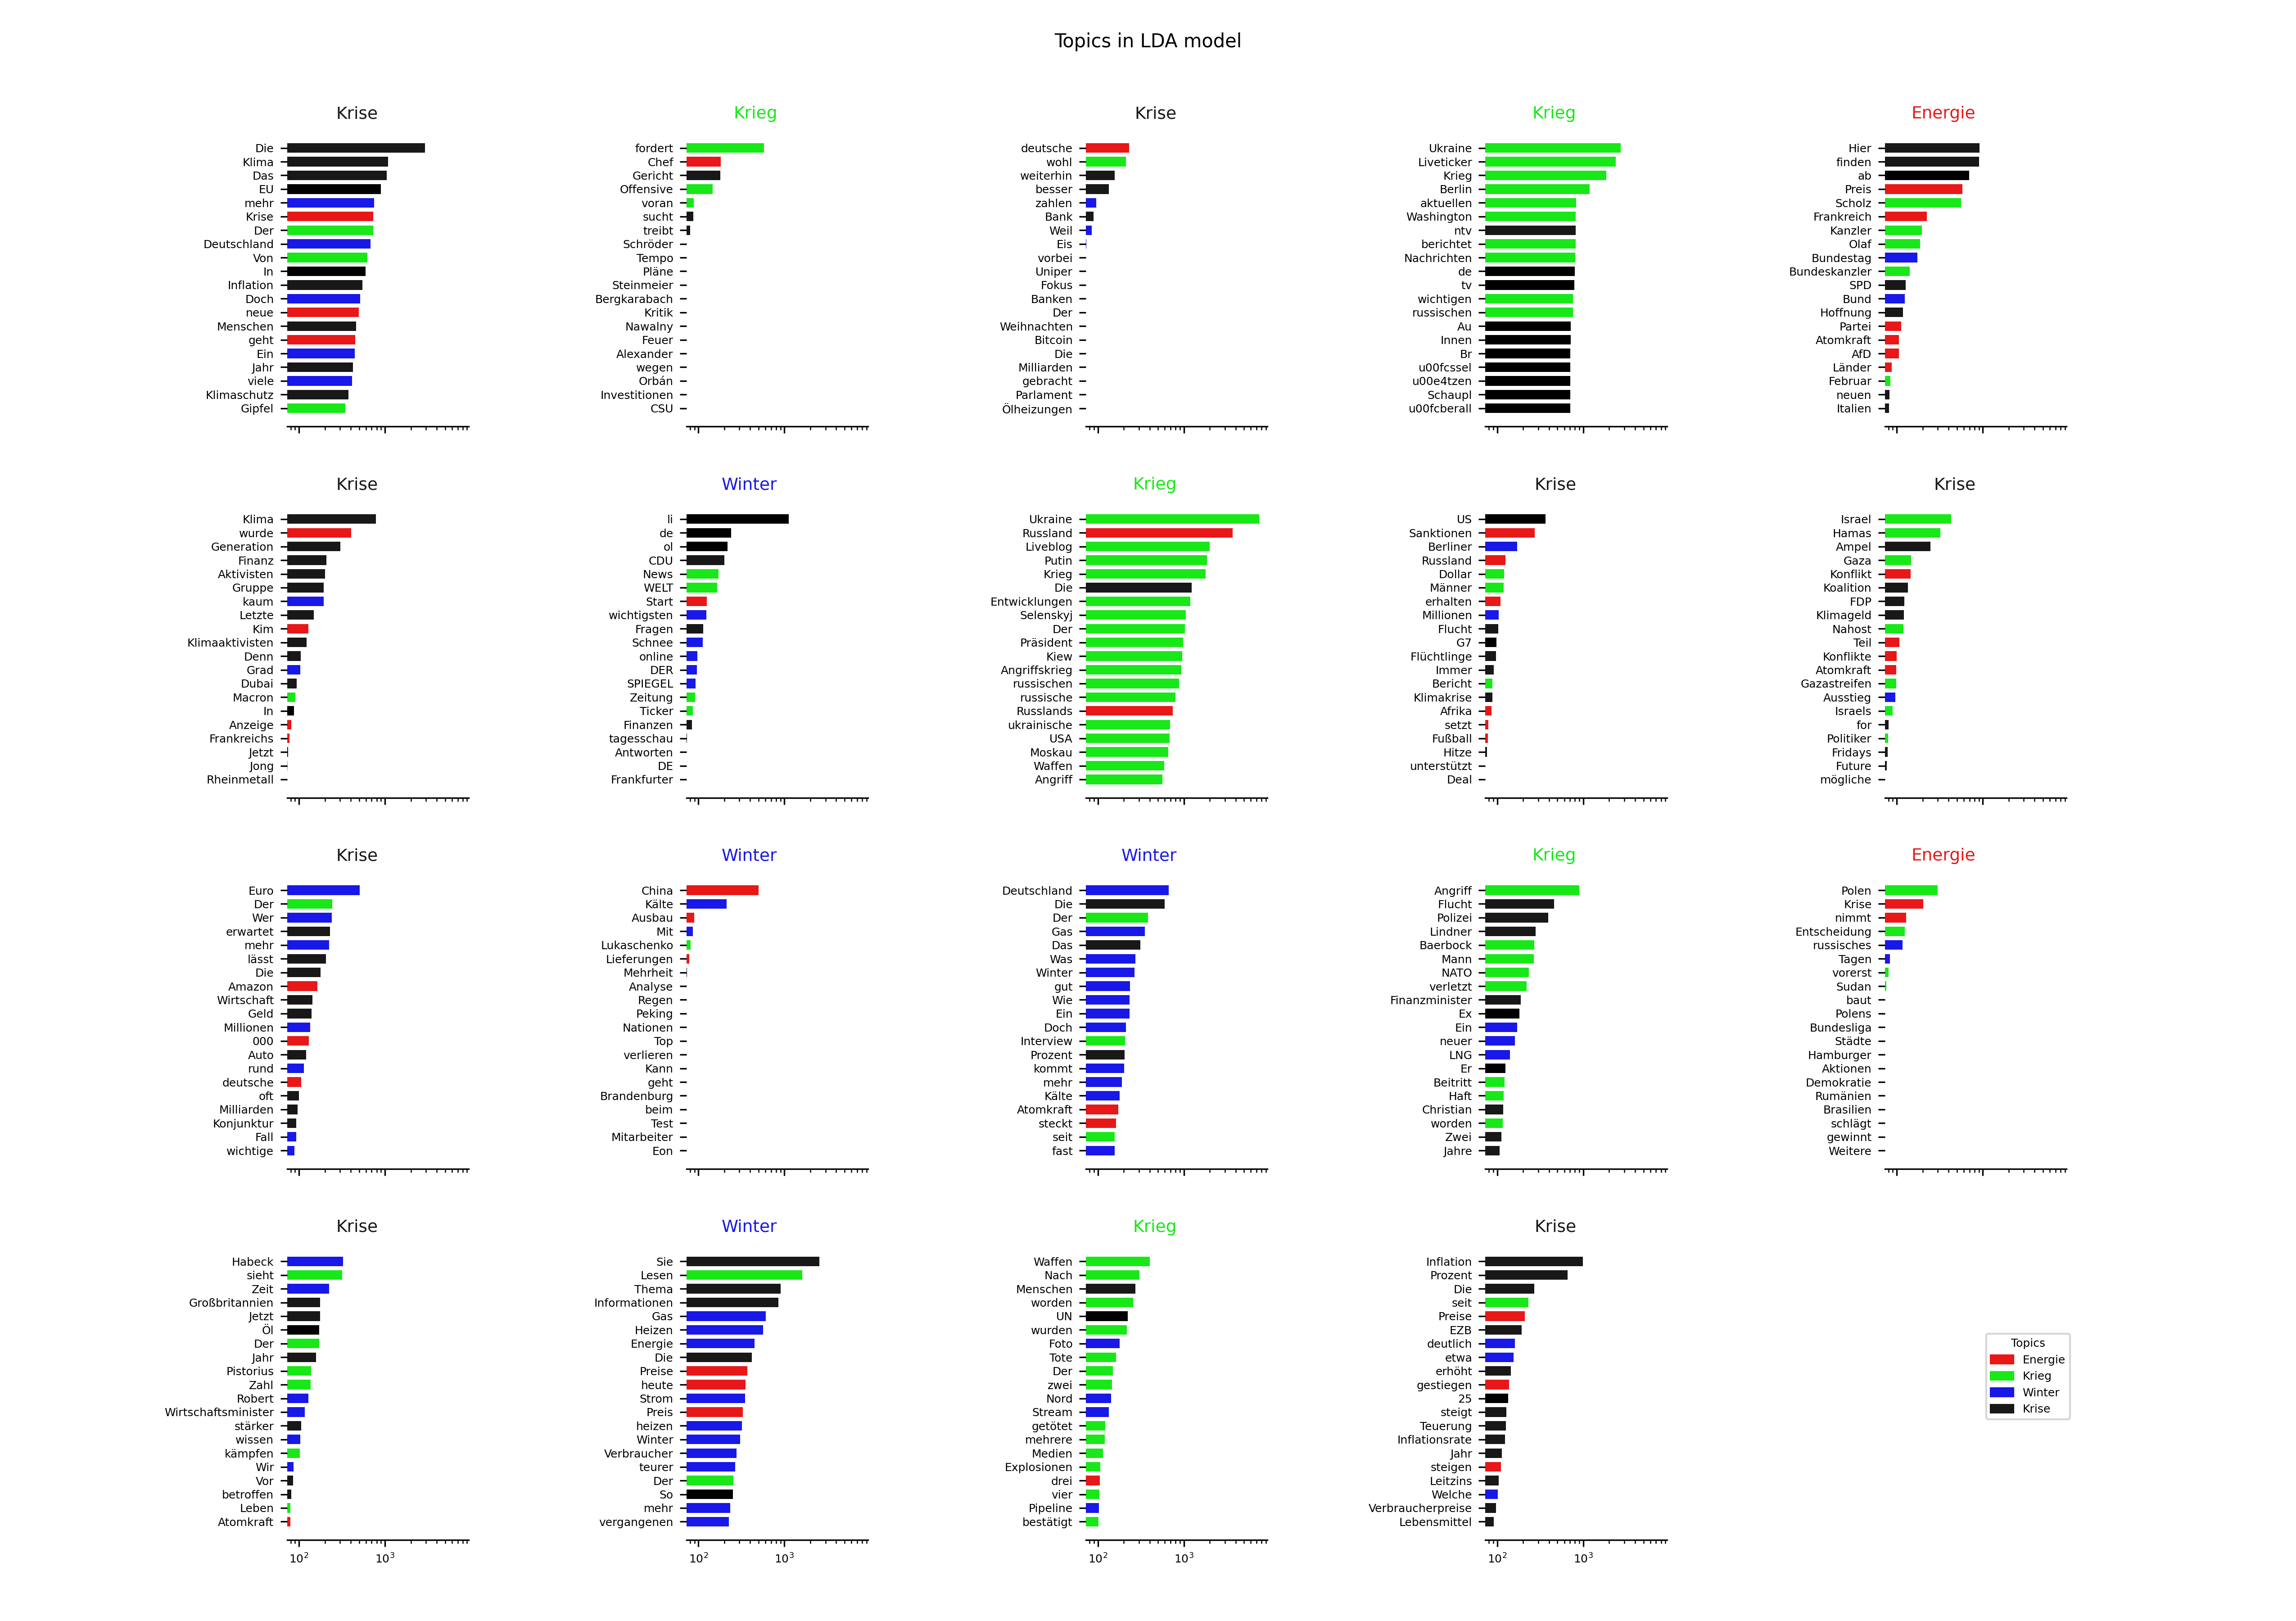 Topics in LDA model
Krise
Die
Klima
Das
EU
mehr
Krise
Der
Deutschland
Von
In
Inflation
Doch
neue
Menschen
geht
Ein
Jahr
viele
Klimaschutz
Gipfel
Krieg
fordert
Chef
Gericht
Offensive
voran
sucht
treibt
Schröder
Tempo
Pläne
Steinmeier
Bergkarabach
Kritik
Nawalny
Feuer
Alexander
wegen
Orbán
Investitionen
CSU
Krise
deutsche
wohl
weiterhin
besser
zahlen
Bank
Weil
Eis
vorbei
Uniper
Fokus
Banken
Der
Weihnachten
Bitcoin
Die
Milliarden
gebracht
Parlament
Ölheizungen
Krieg
Ukraine
Liveticker
Krieg
Berlin
aktuellen
Washington
ntv
berichtet
Nachrichten
de
tv
wichtigen
russischen
Au
Innen
Br
u00fcssel
u00e4tzen
Schaupl
u00fcberall
Energie
Hier
finden
ab
Preis
Scholz
Frankreich
Kanzler
Olaf
Bundestag
Bundeskanzler
SPD
Bund
Hoffnung
Partei
Atomkraft
AfD
Länder
Februar
neuen
Italien
Krise
Klima
wurde
Generation
Finanz
Aktivisten
Gruppe
kaum
Letzte
Kim
Klimaaktivisten
Denn
Grad
Dubai
Macron
In
Anzeige
Frankreichs
Jetzt
Jong
Rheinmetall
Winter
li
de
ol
CDU
News
WELT
Start
wichtigsten
Fragen
Schnee
online
DER
SPIEGEL
Zeitung
Ticker
Finanzen
tagesschau
Antworten
DE
Frankfurter
Krieg
Ukraine
Russland
Liveblog
Putin
Krieg
Die
Entwicklungen
Selenskyj
Der
Präsident
Kiew
Angriffskrieg
russischen
russische
Russlands
ukrainische
USA
Moskau
Waffen
Angriff
Krise
US
Sanktionen
Berliner
Russland
Dollar
Männer
erhalten
Millionen
Flucht
G7
Flüchtlinge
Immer
Bericht
Klimakrise
Afrika
setzt
Fußball
Hitze
unterstützt
Deal
Krise
Israel
Hamas
Ampel
Gaza
Konflikt
Koalition
FDP
Klimageld
Nahost
Teil
Konflikte
Atomkraft
Gazastreifen
Ausstieg
Israels
for
Politiker
Fridays
Future
mögliche
Krise
Euro
Der
Wer
erwartet
mehr
lässt
Die
Amazon
Wirtschaft
Geld
Millionen
000
Auto
rund
deutsche
oft
Milliarden
Konjunktur
Fall
wichtige
Winter
China
Kälte
Ausbau
Mit
Lukaschenko
Lieferungen
Mehrheit
Analyse
Regen
Peking
Nationen
Top
verlieren
Kann
geht
Brandenburg
beim
Test
Mitarbeiter
Eon
Winter
Deutschland
Die
Der
Gas
Das
Was
Winter
gut
Wie
Ein
Doch
Interview
Prozent
kommt
mehr
Kälte
Atomkraft
steckt
seit
fast
Krieg
Angriff
Flucht
Polizei
Lindner
Baerbock
Mann
NATO
verletzt
Finanzminister
Ex
Ein
neuer
LNG
Er
Beitritt
Haft
Christian
worden
Zwei
Jahre
Energie
Polen
Krise
nimmt
Entscheidung
russisches
Tagen
vorerst
Sudan
baut
Polens
Bundesliga
Städte
Hamburger
Aktionen
Demokratie
Rumänien
Brasilien
schlägt
gewinnt
Weitere
Krise
Habeck
sieht
Zeit
Großbritannien
Jetzt
Öl
Der
Jahr
Pistorius
Zahl
Robert
Wirtschaftsminister
stärker
wissen
kämpfen
Wir
Vor
betroffen
Leben
Atomkraft
10²
10³
Winter
Sie
Lesen
Thema
Informationen
Gas
Heizen
Energie
Die
Preise
heute
Strom
Preis
heizen
Winter
Verbraucher
teurer
Der
So
mehr
vergangenen
10²
10³
Krieg
Waffen
Nach
Menschen
worden
UN
wurden
Foto
Tote
Der
zwei
Nord
Stream
getötet
mehrere
Medien
Explosionen
drei
vier
Pipeline
bestätigt
10²
10³
Krise
Inflation
Prozent
Die
seit
Preise
EZB
deutlich
etwa
erhöht
gestiegen
25
steigt
Teuerung
Inflationsrate
Jahr
steigen
Leitzins
Welche
Verbraucherpreise
Lebensmittel
10²
10³
Topics
Energie
Krieg
Winter
Krise